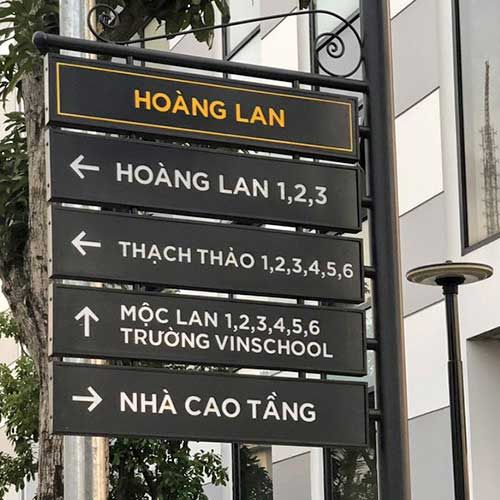 HOÀNG LAN
← HOÀNG LAN 1,2,3
← THẠCH THẢO 1,2,3,4,5,6
↑ MỘC LAN 1,2,3,4,5,6
TRƯỜNG VINSCHOOL
→ NHÀ CAO TẦNG